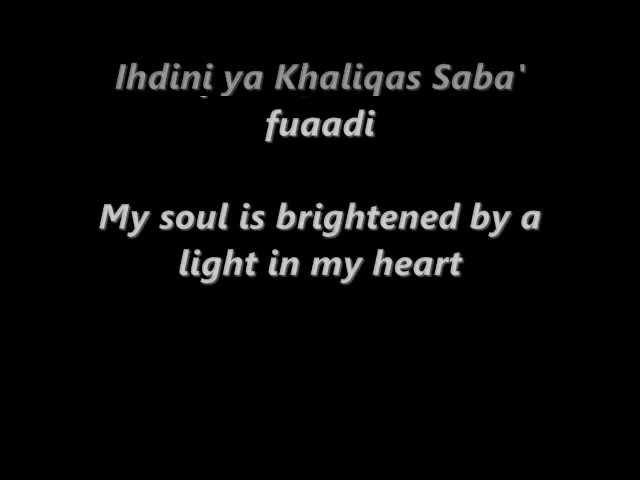 Ihdini ya Khaliqas Saba'
fuaadi
My soul is brightened by a
light in my heart